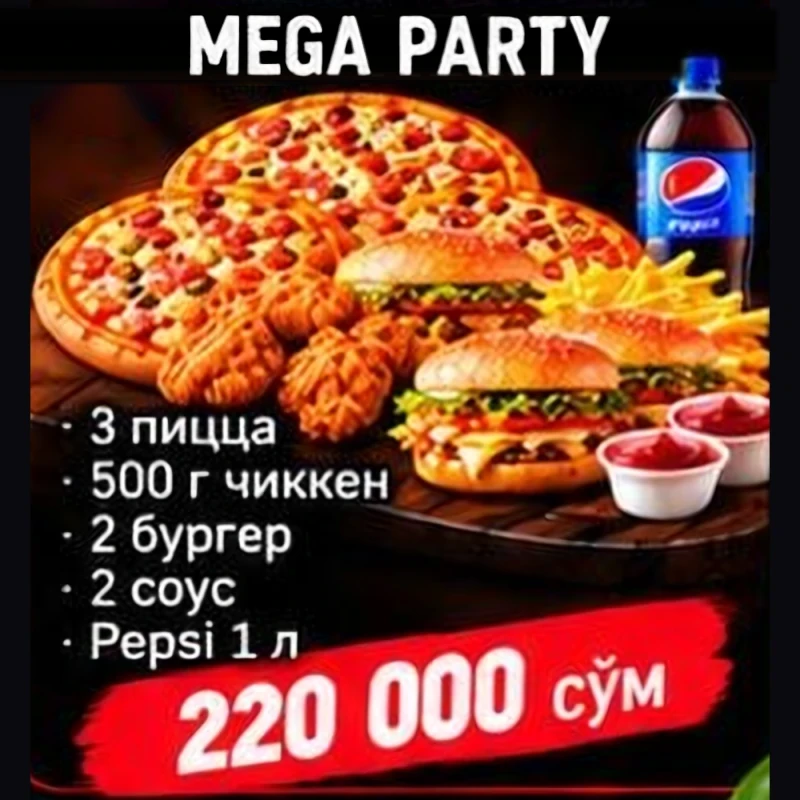 MEGA PARTY
· 3 пицца
· 500 г чиккен
· 2 бургер
· 2 соус
· Pepsi 1 л
220 000 сўм